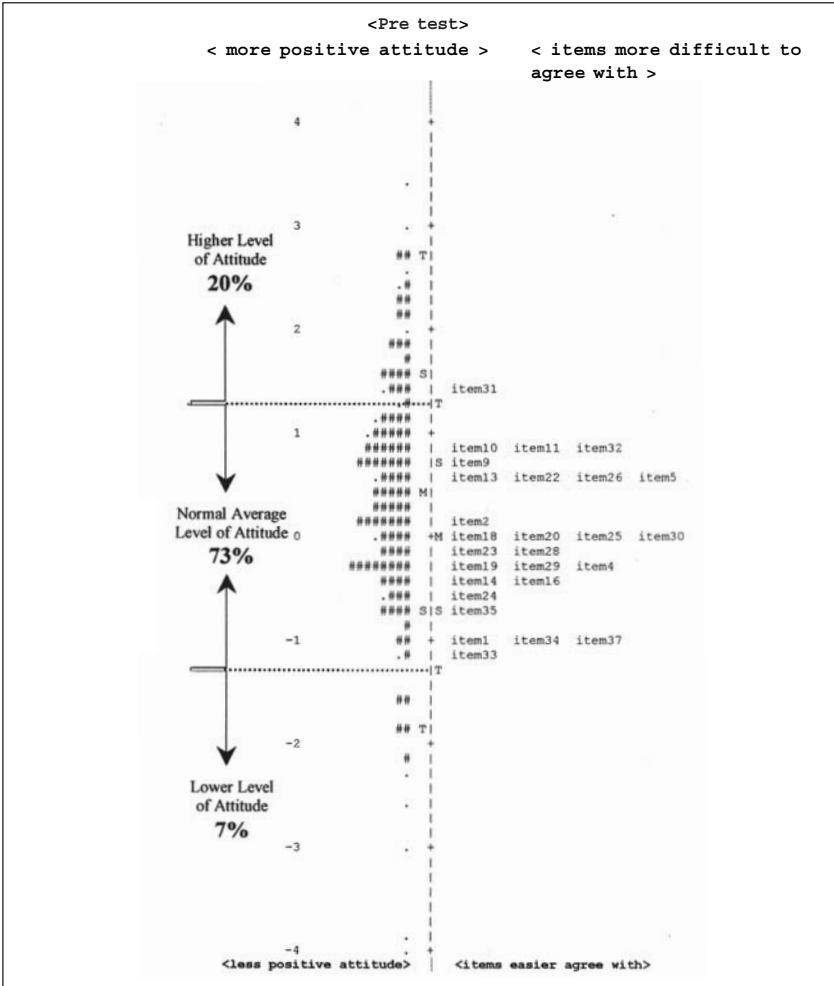 <Pre test>
< more positive attitude > < items more difficult to
agree with >
4 +
|
|
|
|
|
. |
|
|
|
3 . +
Higher Level
of Attitude
20%
|
|
## T|
. |
.# |
## |
## |
2 . +
### |
# |
#### S|
.### | item31
.# |T
.#### |
1 .##### +
###### | item10 item11 item32
####### |S item9
.#### | item13 item22 item26 item5
##### M|
##### |
Normal Average
Level of Attitude
73%
####### | item2
0 .#### +M item18 item20 item25 item30
#### | item23 item28
######## | item19 item29 item4
#### | item14 item16
.### | item24
#### S|S item35
# |
-1 ## + item1 item34 item37
.# | item33
|T
|
## |
|
## T|
-2 +
# |
. |
|
. |
Lower Level
of Attitude
7%
|
|
|
-3 . +
|
|
|
|
|
|
|
. |
-4 . +
<less positive attitude> | <items easier agree with>